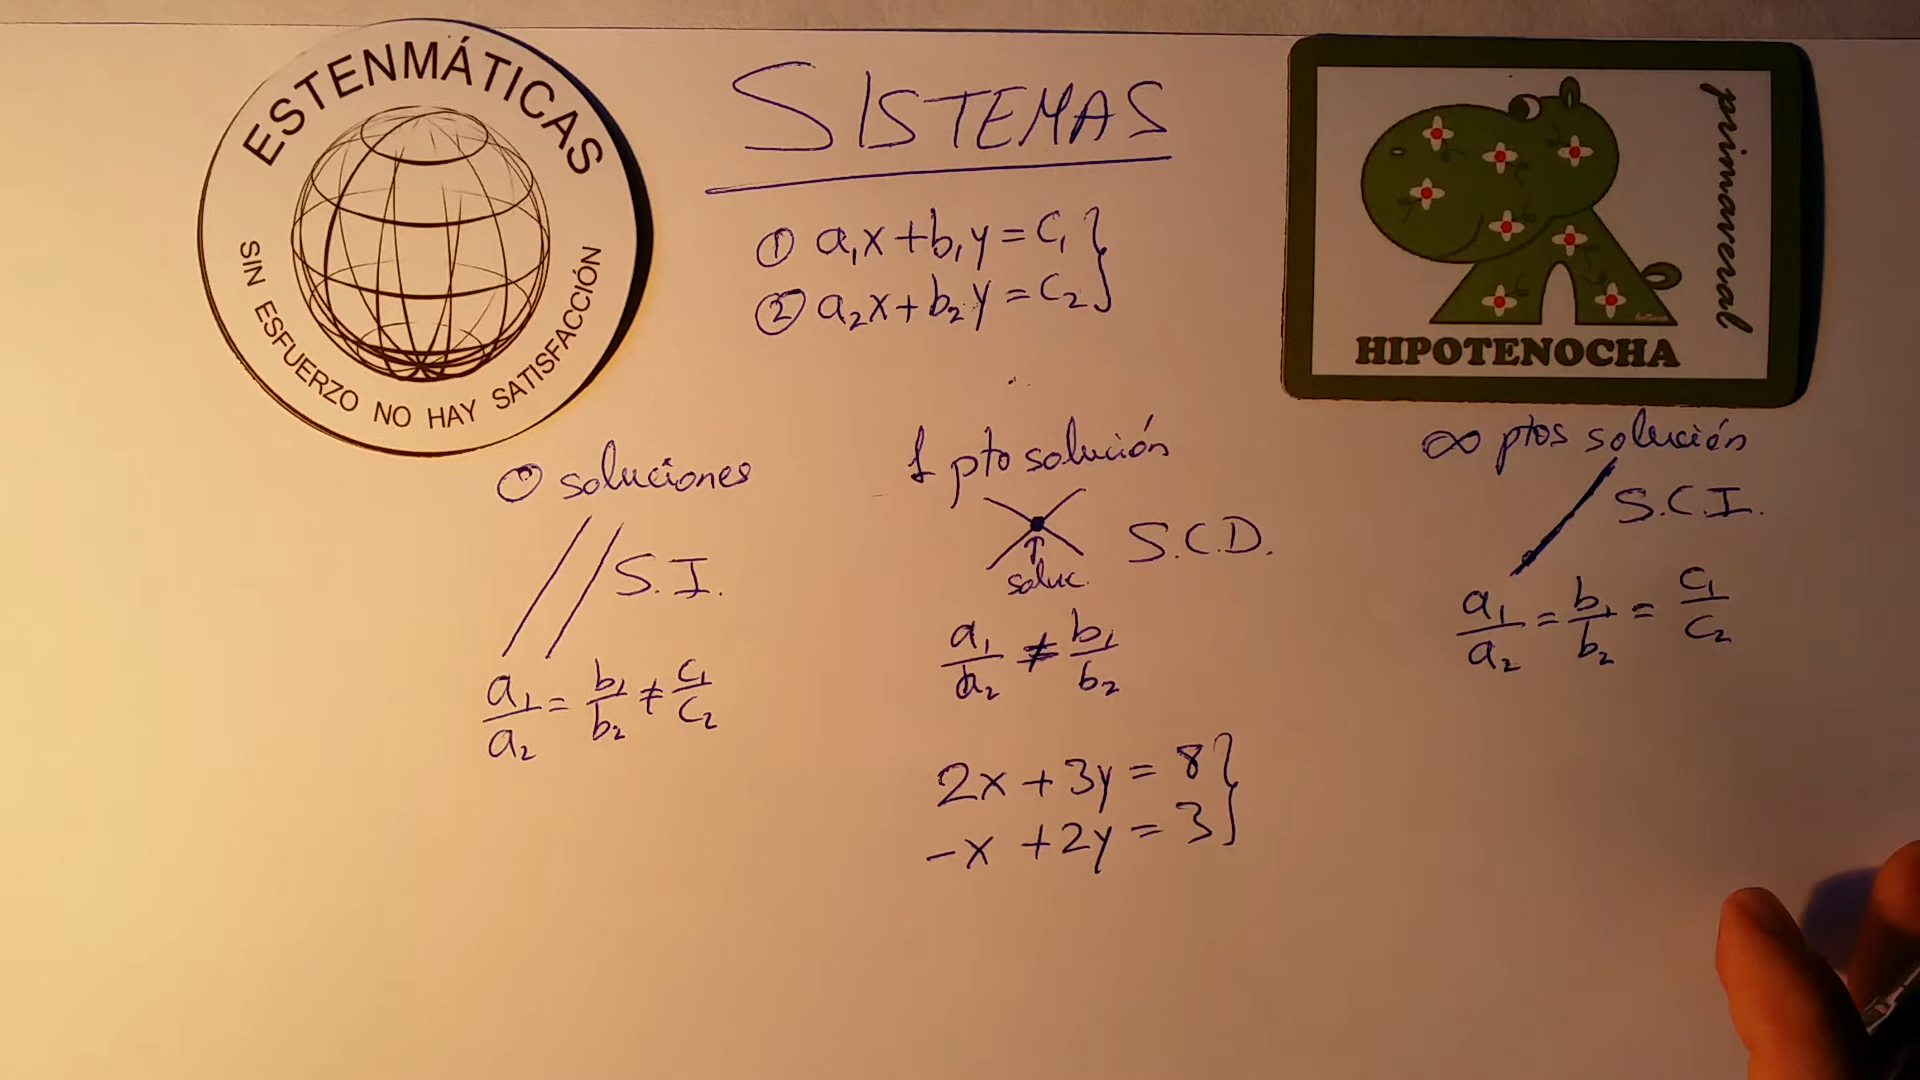 ESTENMÁTICAS
SIN ESFUERZO NO HAY SATISFACCIÓN
SISTEMAS
① a₁x + b₁y = c₁ }
② a₂x + b₂y = c₂
primaveral
HIPOTENOCHA
0 soluciones
S.I.
a₁/a₂ = b₁/b₂ ≠ c₁/c₂
1 pto solución
S.C.D.
soluc.
a₁/a₂ ≠ b₁/b₂
2x + 3y = 8 }
-x + 2y = 3
∞ ptos solución
S.C.I.
a₁/a₂ = b₁/b₂ = c₁/c₂